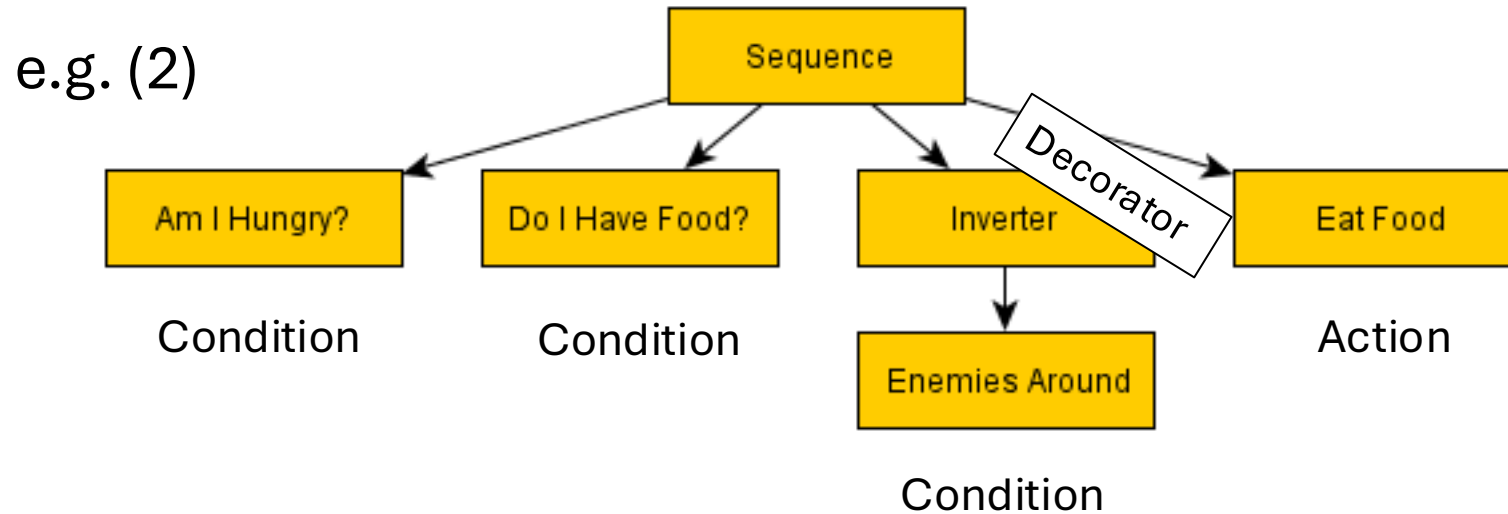 e.g. (2)
Sequence
Decorator
Am I Hungry?
Do I Have Food?
Inverter
Eat Food
Condition
Condition
Action
Enemies Around
Condition